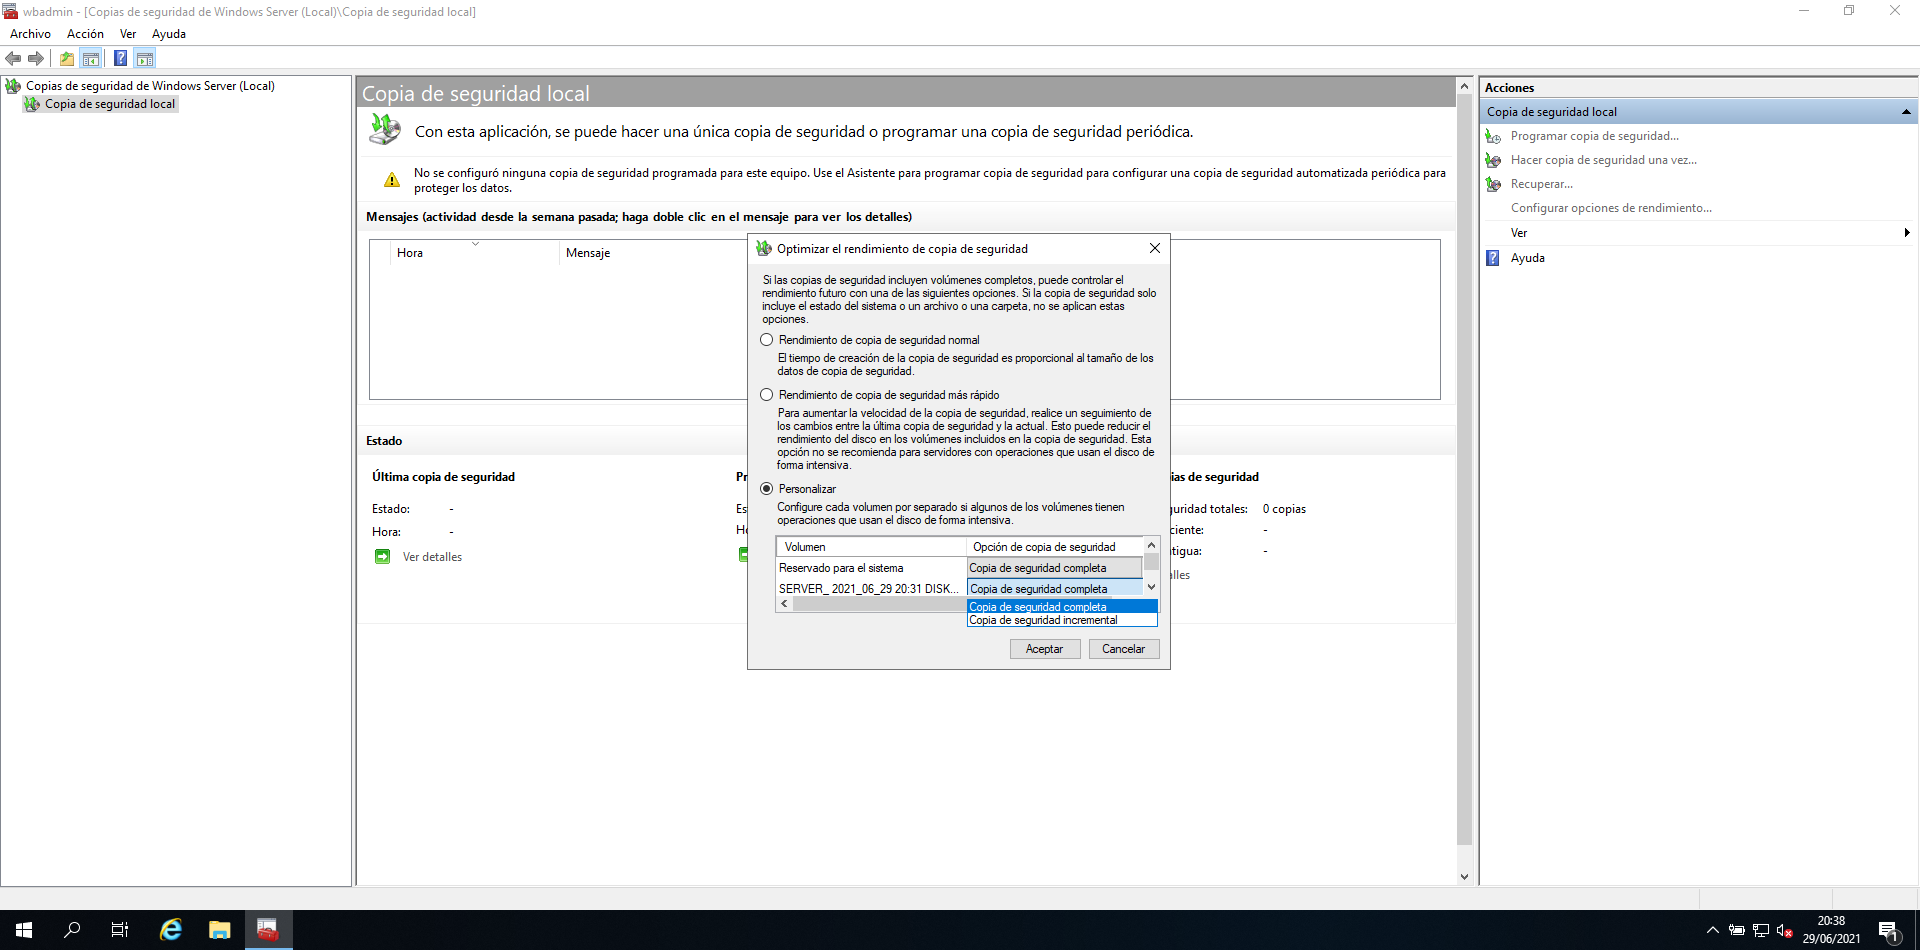 wbadmin - [Copias de seguridad de Windows Server (Local)\Copia de seguridad local]
Archivo Acción Ver Ayuda
Copias de seguridad de Windows Server (Local)
Copia de seguridad local
Copia de seguridad local
Con esta aplicación, se puede hacer una única copia de seguridad o programar una copia de seguridad periódica.
No se configuró ninguna copia de seguridad programada para este equipo. Use el Asistente para programar copia de seguridad para configurar una copia de seguridad automatizada periódica para
proteger los datos.
Mensajes (actividad desde la semana pasada; haga doble clic en el mensaje para ver los detalles)
Hora Mensaje
Estado
Última copia de seguridad
Estado: -
Hora: -
Ver detalles
Pr
Es
Ho
ias de seguridad
guridad totales: 0 copias
ciente: -
tigua: -
lles
Optimizar el rendimiento de copia de seguridad
Si las copias de seguridad incluyen volúmenes completos, puede controlar el
rendimiento futuro con una de las siguientes opciones. Si la copia de seguridad solo
incluye el estado del sistema o un archivo o una carpeta, no se aplican estas
opciones.
Rendimiento de copia de seguridad normal
El tiempo de creación de la copia de seguridad es proporcional al tamaño de los
datos de copia de seguridad.
Rendimiento de copia de seguridad más rápido
Para aumentar la velocidad de la copia de seguridad, realice un seguimiento de
los cambios entre la última copia de seguridad y la actual. Esto puede reducir el
rendimiento del disco en los volúmenes incluidos en la copia de seguridad. Esta
opción no se recomienda para servidores con operaciones que usan el disco de
forma intensiva.
Personalizar
Configure cada volumen por separado si algunos de los volúmenes tienen
operaciones que usan el disco de forma intensiva.
Volumen Opción de copia de seguridad
Reservado para el sistema Copia de seguridad completa
SERVER_ 2021_06_29 20:31 DISK... Copia de seguridad completa
Copia de seguridad completa
Copia de seguridad incremental
Aceptar Cancelar
Acciones
Copia de seguridad local
Programar copia de seguridad...
Hacer copia de seguridad una vez...
Recuperar...
Configurar opciones de rendimiento...
Ver
Ayuda
20:38
29/06/2021
1